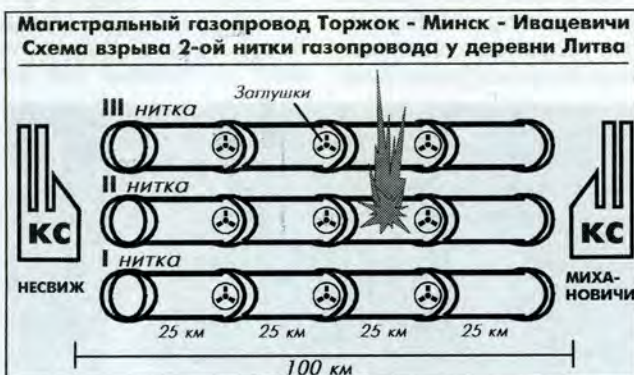 Магистральный газопровод Торжок - Минск - Ивацевичи
Схема взрыва 2-ой нитки газопровода у деревни Литва
III нитка
Заглушки
II нитка
КС
КС
НЕСВИЖ
I нитка
МИХА-
НОВИЧИ
25 км 25 км 25 км 25 км
100 км